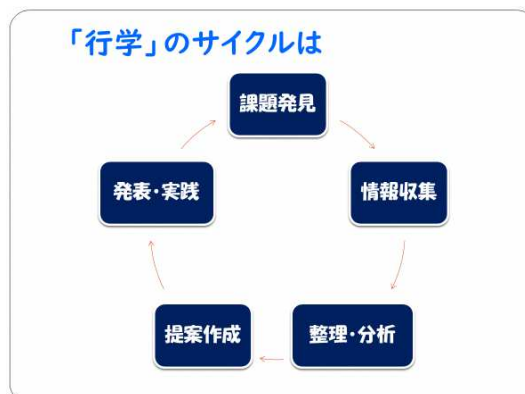 「行学」のサイクルは
課題発見
情報収集
整理・分析
提案作成
発表・実践